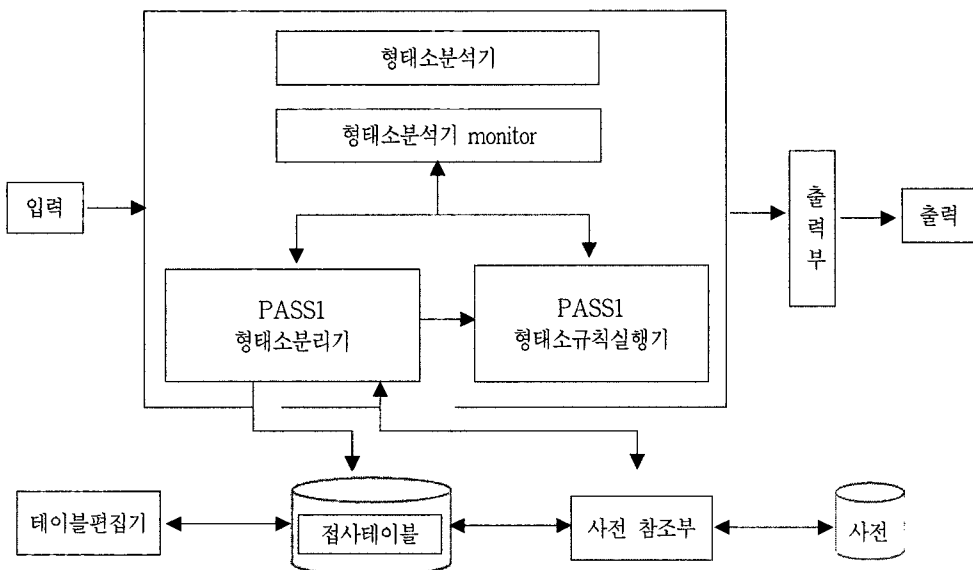 형태소분석기
형태소분석기 monitor
입력
출
력
부
출력
PASS1
형태소분리기
PASS1
형태소규칙실행기
테이블편집기
접사테이블
사전 참조부
사전